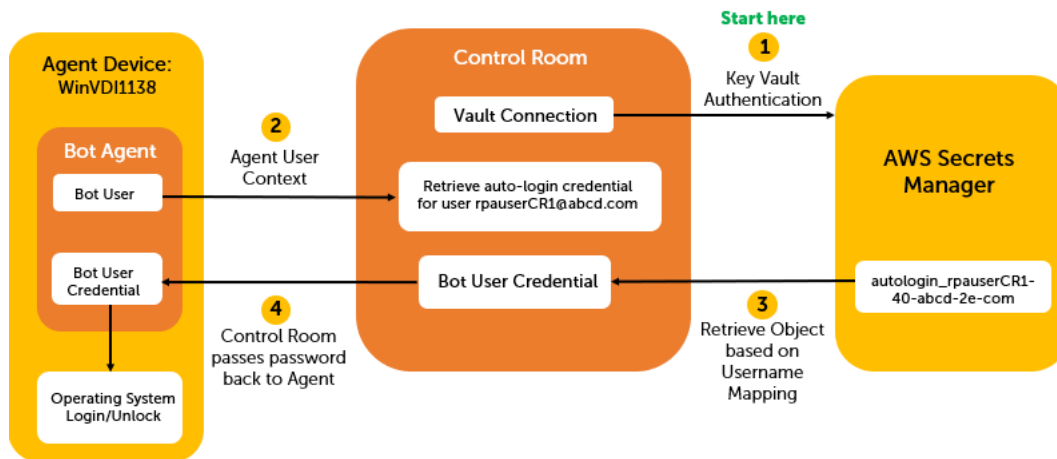 Agent Device:
WinVDI1138
Bot Agent
Bot User
Bot User
Credential
Operating System
Login/Unlock
2
Agent User
Context
4
Control Room
passes password
back to Agent
Control Room
Vault Connection
Retrieve auto-login credential
for user rpauserCR1@abcd.com
Bot User Credential
Start here
1
Key Vault
Authentication
3
Retrieve Object
based on
Username
Mapping
AWS Secrets
Manager
autologin_rpauserCR1-
40-abcd-2e-com